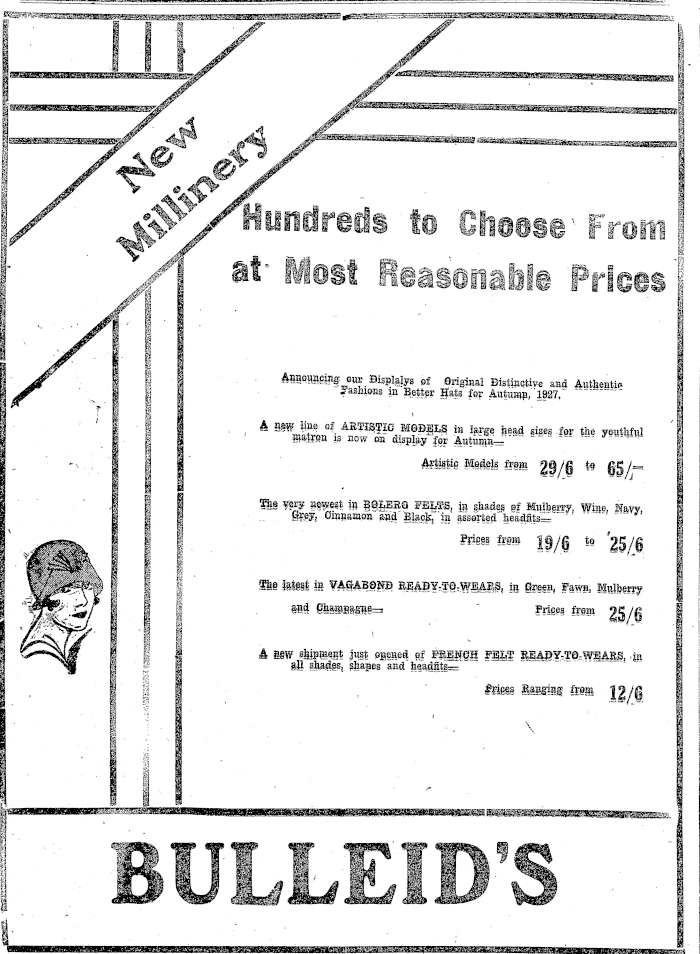 New
Millinery
Hundreds to Choose From
at Most Reasonable Prices
Announcing our Displalys of Original Distinctive and Authentic
Fashions in Better Hats for Autumn, 1927.
A new line of ARTISTIC MODELS in large head sizes for the youthful
matron is now on display for Autumn—
Artistic Models from 29/6 to 65/-
The very newest in BOLERO FELTS, in shades of Mulberry, Wine, Navy,
Grey, Cinnamon and Black, in assorted headfits—
Prices from 19/6 to 25/6
The latest in VAGABOND READY-TO-WEARS, in Green, Fawn, Mulberry
and Champagne— Prices from 25/6
A new shipment just opened of FRENCH FELT READY-TO-WEARS, in
all shades, shapes and headfits—
Prices Ranging from 12/6
BULLEID'S